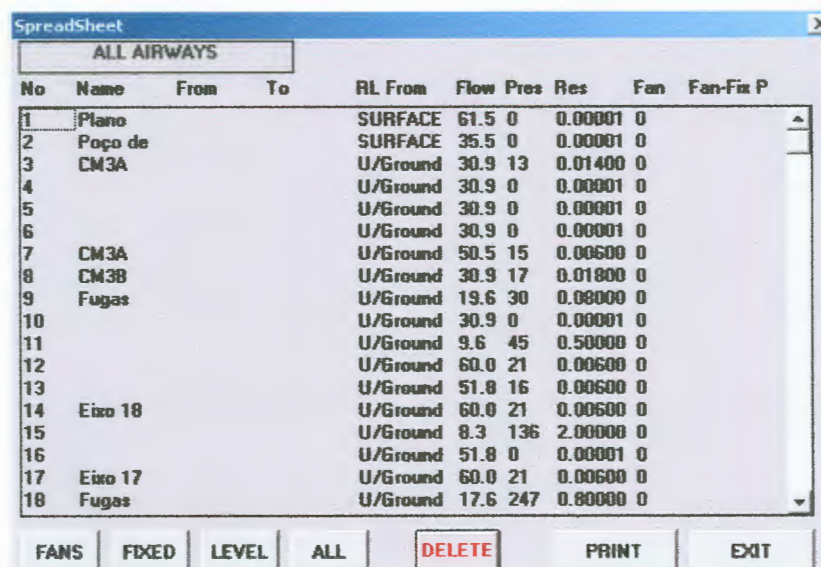 SpreadSheet X
ALL AIRWAYS
No Name From To RL From Flow Pres Res Fan Fan-Fix P
1 Plano SURFACE 61.5 0 0.00001 0
2 Poço de SURFACE 35.5 0 0.00001 0
3 CM3A U/Ground 30.9 13 0.01400 0
4 U/Ground 30.9 0 0.00001 0
5 U/Ground 30.9 0 0.00001 0
6 U/Ground 30.9 0 0.00001 0
7 CM3A U/Ground 50.5 15 0.00600 0
8 CM3B U/Ground 30.9 17 0.01800 0
9 Fugas U/Ground 19.6 30 0.08000 0
10 U/Ground 30.9 0 0.00001 0
11 U/Ground 9.6 45 0.50000 0
12 U/Ground 60.0 21 0.00600 0
13 U/Ground 51.8 16 0.00600 0
14 Eixo 18 U/Ground 60.0 21 0.00600 0
15 U/Ground 8.3 136 2.00000 0
16 U/Ground 51.8 0 0.00001 0
17 Eixo 17 U/Ground 60.0 21 0.00600 0
18 Fugas U/Ground 17.6 247 0.80000 0
FANS FIXED LEVEL ALL DELETE PRINT EXIT